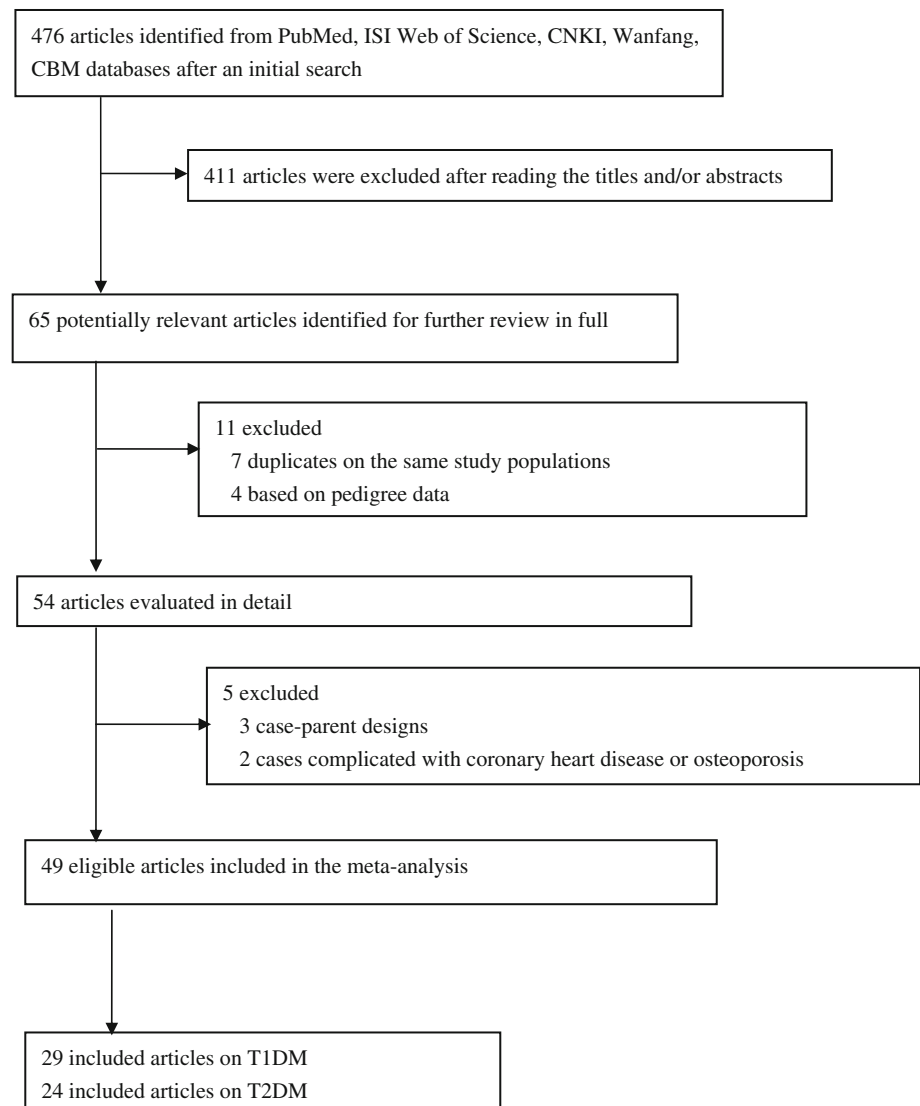 476 articles identified from PubMed, ISI Web of Science, CNKI, Wanfang,
CBM databases after an initial search
411 articles were excluded after reading the titles and/or abstracts
65 potentially relevant articles identified for further review in full
11 excluded
7 duplicates on the same study populations
4 based on pedigree data
54 articles evaluated in detail
5 excluded
3 case-parent designs
2 cases complicated with coronary heart disease or osteoporosis
49 eligible articles included in the meta-analysis
29 included articles on T1DM
24 included articles on T2DM